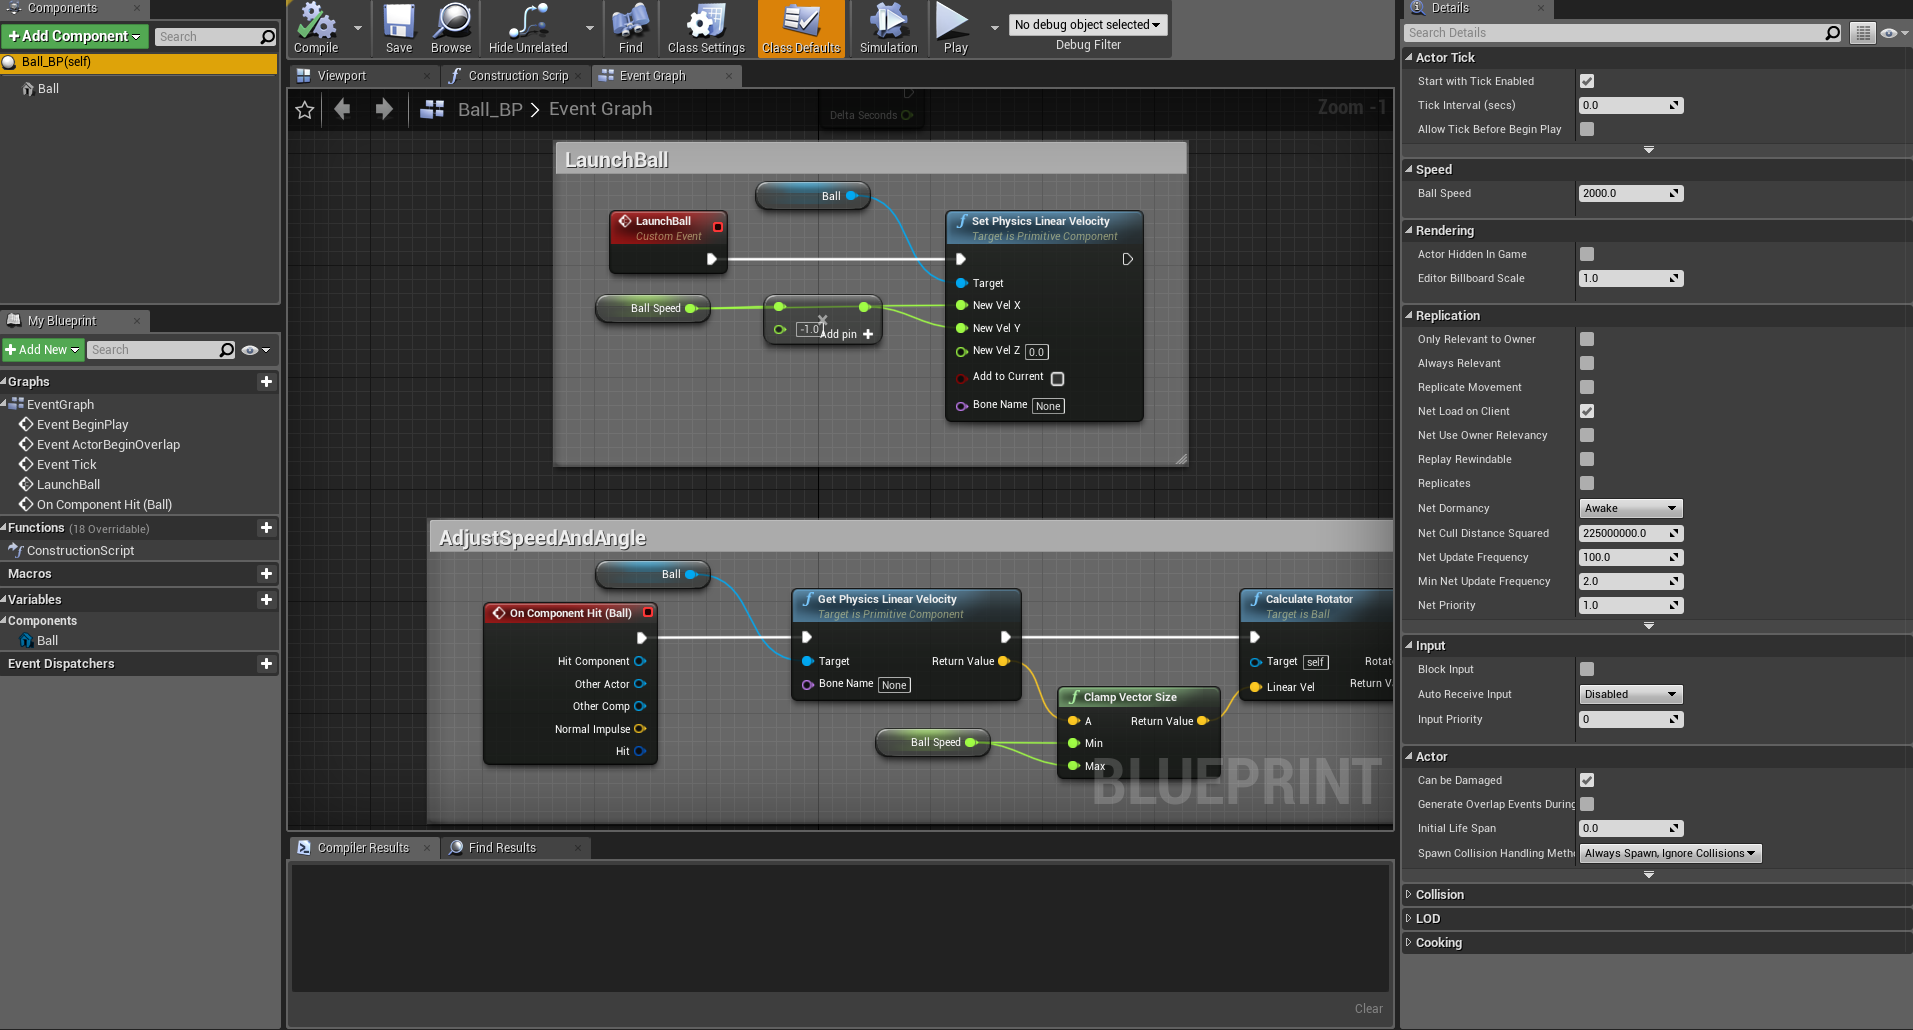 Components
Add Component
Search
Ball_BP(self)
Ball
My Blueprint
Add New
Search
Graphs
EventGraph
Event BeginPlay
Event ActorBeginOverlap
Event Tick
LaunchBall
On Component Hit (Ball)
Functions (18 Overridable)
ConstructionScript
Macros
Variables
Components
Ball
Event Dispatchers
Compile
Save
Browse
Hide Unrelated
Find
Class Settings
Class Defaults
Simulation
Play
No debug object selected
Debug Filter
Viewport
Construction Scrip
Event Graph
Ball_BP > Event Graph
Zoom -1
Delta Seconds
LaunchBall
Ball
LaunchBall
Custom Event
Ball Speed
-1.0
Add pin
Set Physics Linear Velocity
Target is Primitive Component
Target
New Vel X
New Vel Y
New Vel Z 0.0
Add to Current
Bone Name None
AdjustSpeedAndAngle
Ball
On Component Hit (Ball)
Hit Component
Other Actor
Other Comp
Normal Impulse
Hit
Get Physics Linear Velocity
Target is Primitive Component
Target Return Value
Bone Name None
Ball Speed
Clamp Vector Size
A Return Value
Min
Max
Calculate Rotator
Target is Ball
Target self Rotat
Linear Vel Return V
BLUEPRINT
Compiler Results
Find Results
Clear
Details
Search Details
Actor Tick
Start with Tick Enabled
Tick Interval (secs) 0.0
Allow Tick Before Begin Play
Speed
Ball Speed 2000.0
Rendering
Actor Hidden In Game
Editor Billboard Scale 1.0
Replication
Only Relevant to Owner
Always Relevant
Replicate Movement
Net Load on Client
Net Use Owner Relevancy
Replay Rewindable
Replicates
Net Dormancy Awake
Net Cull Distance Squared 225000000.0
Net Update Frequency 100.0
Min Net Update Frequency 2.0
Net Priority 1.0
Input
Block Input
Auto Receive Input Disabled
Input Priority 0
Actor
Can be Damaged
Generate Overlap Events During
Initial Life Span 0.0
Spawn Collision Handling Meth Always Spawn, Ignore Collisions
Collision
LOD
Cooking